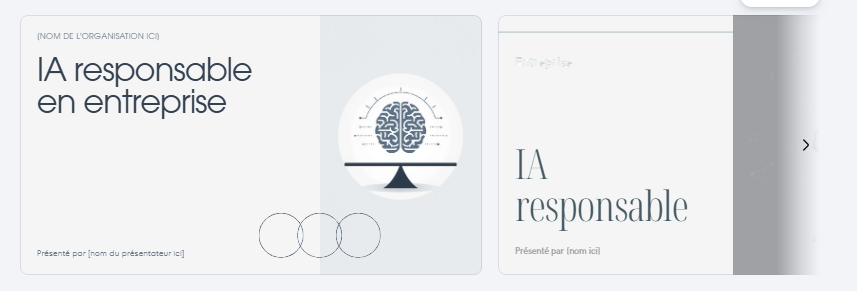 (NOM DE L'ORGANISATION ICI)
IA responsable
en entreprise
Présenté par [nom du présentateur ici]
Entreprise
IA
responsable
Présenté par [nom ici]